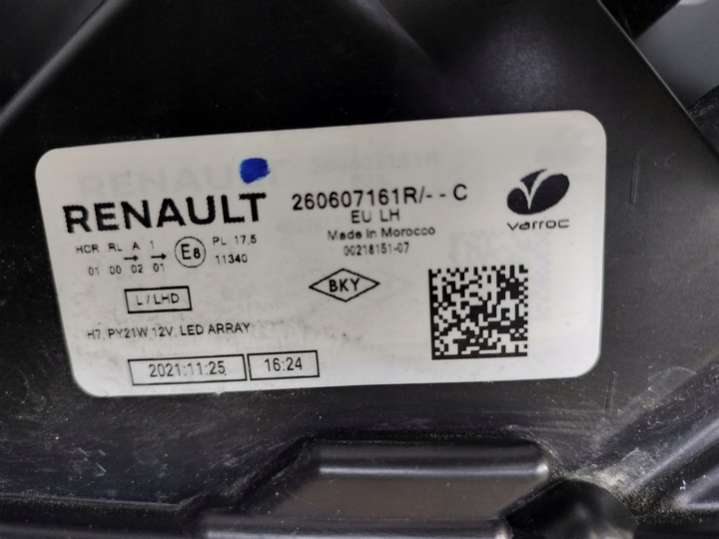 RENAULT
260607161R/--C
EU LH
Made in Morocco
00218151-07
varroc
HCR RL A 1
01 00 02 01
E8
PL 17,5
11340
L/LHD
BKY
H7, PY21W 12V, LED ARRAY
2021:11:25
16:24